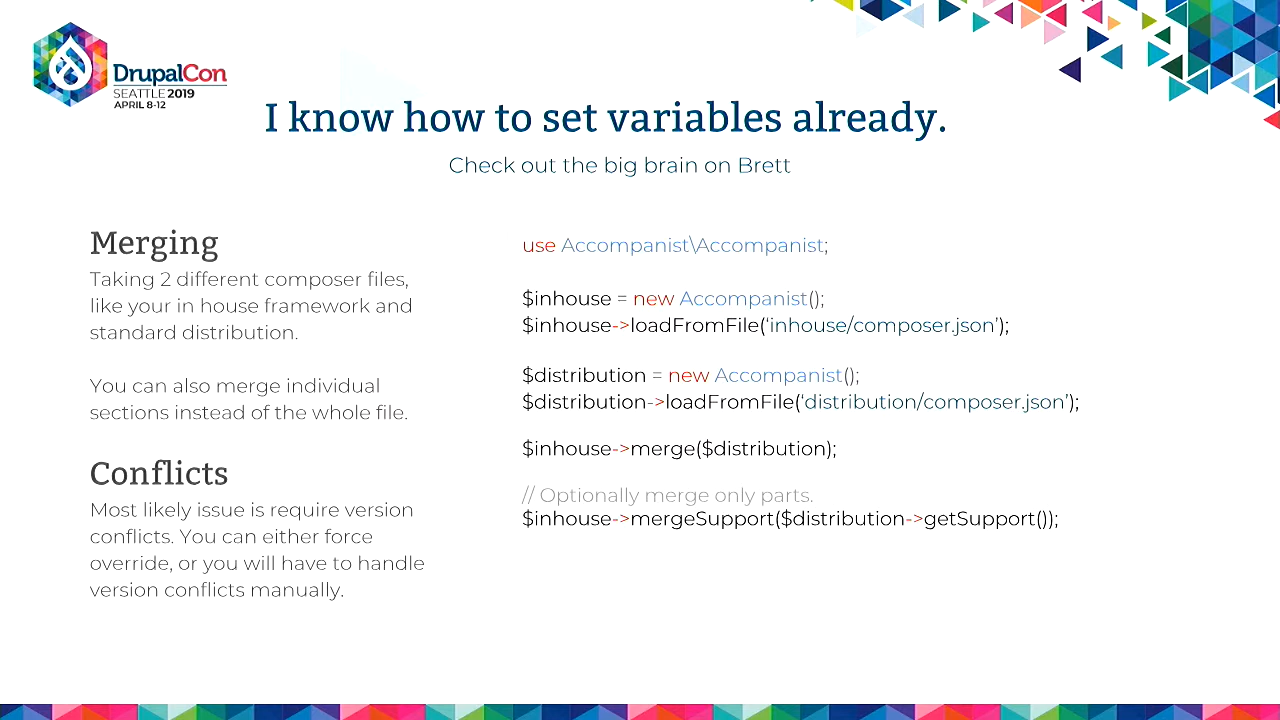 DrupalCon
SEATTLE 2019
APRIL 8-12
I know how to set variables already.
Check out the big brain on Brett
Merging
Taking 2 different composer files,
like your in house framework and
standard distribution.
You can also merge individual
sections instead of the whole file.
Conflicts
Most likely issue is require version
conflicts. You can either force
override, or you will have to handle
version conflicts manually.
use Accompanist\Accompanist;
$inhouse = new Accompanist();
$inhouse->loadFromFile(‘inhouse/composer.json’);
$distribution = new Accompanist();
$distribution->loadFromFile(‘distribution/composer.json’);
$inhouse->merge($distribution);
// Optionally merge only parts.
$inhouse->mergeSupport($distribution->getSupport());